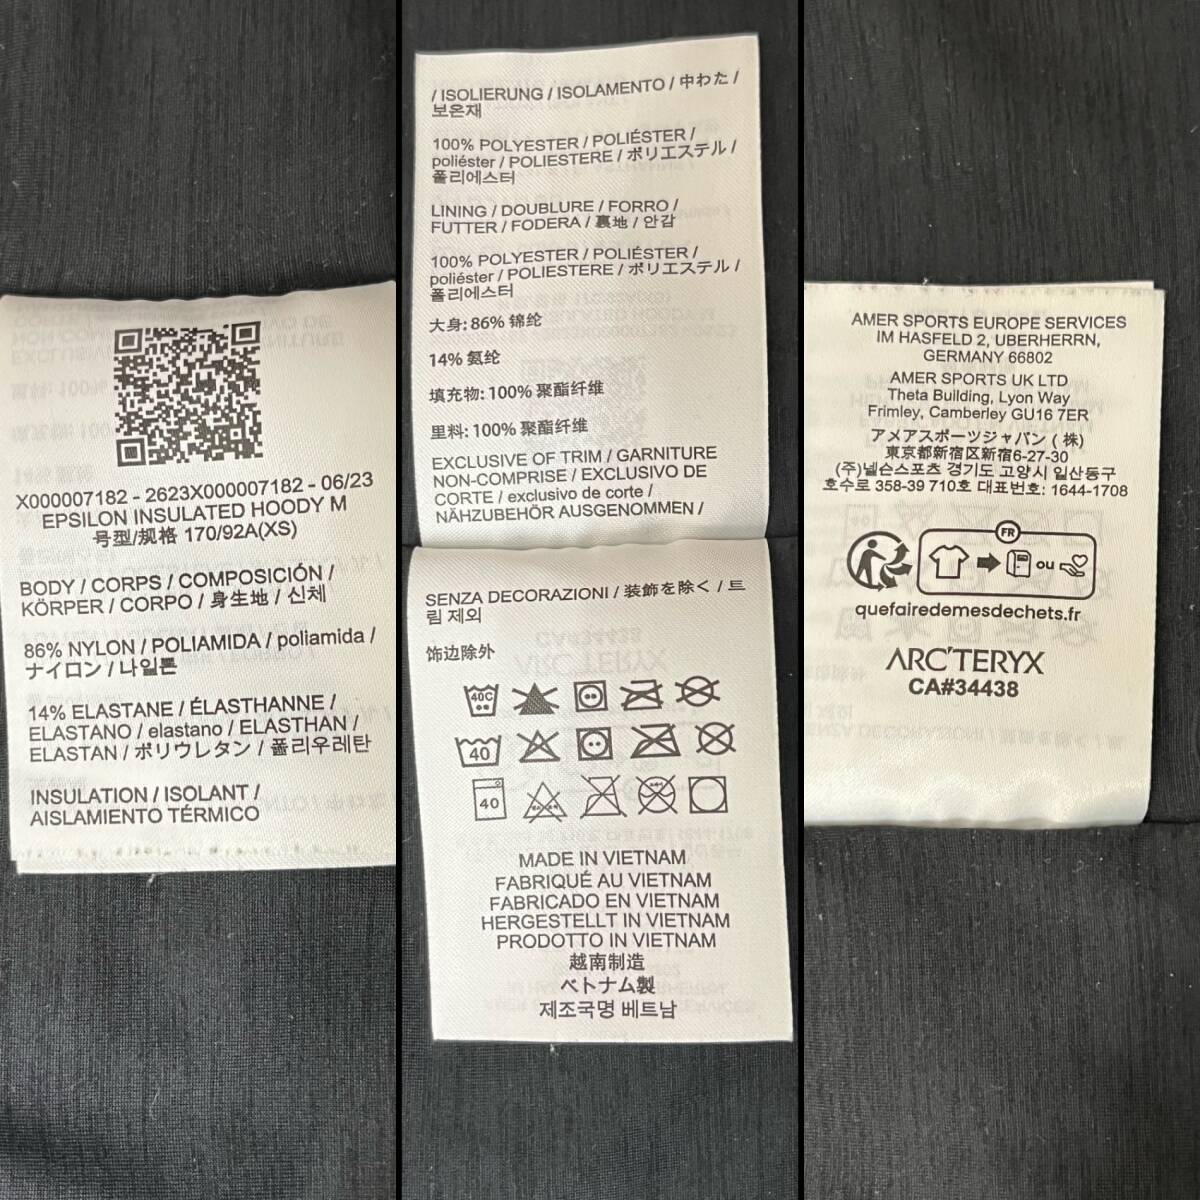 X000007182 - 2623X000007182 - 06/23
EPSILON INSULATED HOODY M
号型/规格 170/92A(XS)
BODY / CORPS / COMPOSICIÓN /
KÖRPER / CORPO / 身生地 / 신체
86% NYLON / POLIAMIDA / poliamida /
ナイロン / 나일론
14% ELASTANE / ÉLASTHANNE /
ELASTANO / elastano / ELASTHAN /
ELASTAN / ポリウレタン / 폴리우레탄
INSULATION / ISOLANT /
AISLAMIENTO TÉRMICO
/ ISOLIERUNG / ISOLAMENTO / 中わた /
보온재
100% POLYESTER / POLIÉSTER /
poliéster / POLIESTERE / ポリエステル /
폴리에스터
LINING / DOUBLURE / FORRO /
FUTTER / FODERA / 裏地 / 안감
100% POLYESTER / POLIÉSTER /
poliéster / POLIESTERE / ポリエステル /
폴리에스터
大身: 86% 锦纶
14% 氨纶
填充物: 100% 聚酯纤维
里料: 100% 聚酯纤维
EXCLUSIVE OF TRIM / GARNITURE
NON-COMPRISE / EXCLUSIVO DE
CORTE / exclusivo de corte /
NÄHZUBEHÖR AUSGENOMMEN /
SENZA DECORAZIONI / 装飾を除く / 트
림 제외
饰边除外
40C
40
40
MADE IN VIETNAM
FABRIQUÉ AU VIETNAM
FABRICADO EN VIETNAM
HERGESTELLT IN VIETNAM
PRODOTTO IN VIETNAM
越南制造
ベトナム製
제조국명 베트남
AMER SPORTS EUROPE SERVICES
IM HASFELD 2, UBERHERRN,
GERMANY 66802
AMER SPORTS UK LTD
Theta Building, Lyon Way
Frimley, Camberley GU16 7ER
アメアスポーツジャパン ( 株)
東京都新宿区新宿6-27-30
(주)넬슨스포츠 경기도 고양시 일산동구
호수로 358-39 710호 대표번호: 1644-1708
FR
ou
quefairedemesdechets.fr
ARC'TERYX
CA#34438